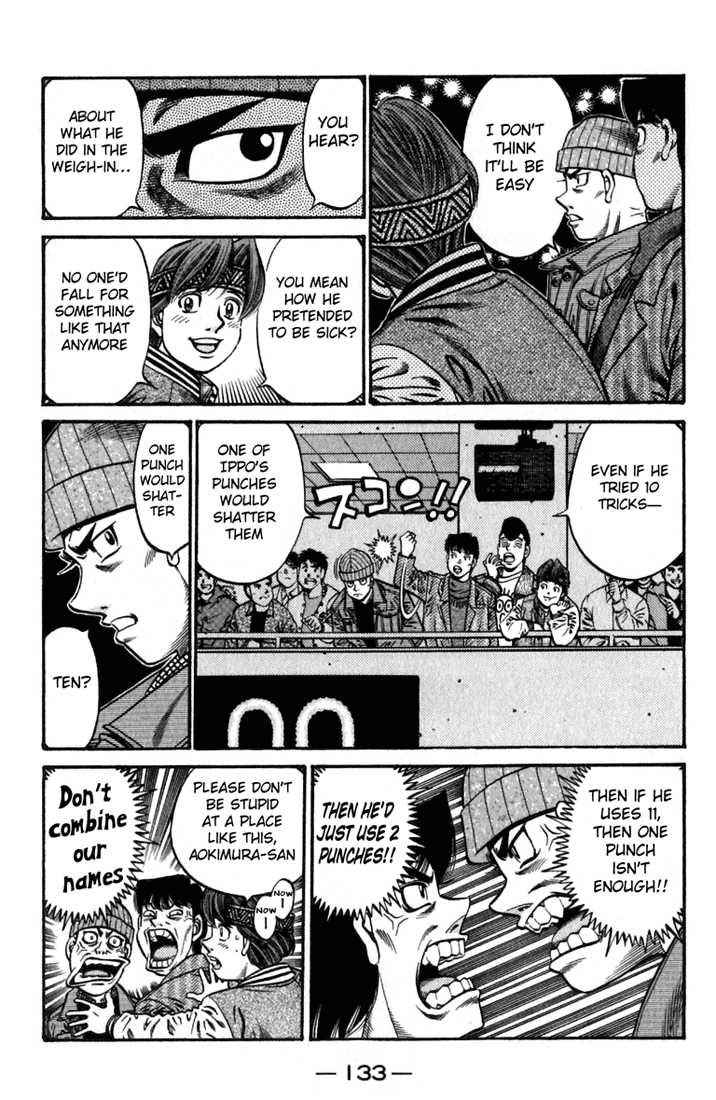 I DON'T
THINK
IT'LL BE
EASY
YOU
HEAR?
ABOUT
WHAT HE
DID IN THE
WEIGH-IN...
YOU MEAN
HOW HE
PRETENDED
TO BE SICK?
NO ONE'D
FALL FOR
SOMETHING
LIKE THAT
ANYMORE
EVEN IF HE
TRIED 10
TRICKS—
スコーン!!
ONE OF
IPPO'S
PUNCHES
WOULD
SHATTER
THEM
ONE
PUNCH
WOULD
SHAT-
TER
TEN?
THEN IF HE
USES 11,
THEN ONE
PUNCH
ISN'T
ENOUGH!!
THEN HE'D
JUST USE 2
PUNCHES!!
PLEASE DON'T
BE STUPID
AT A PLACE
LIKE THIS,
AOKIMURA-SAN
NOW
!
NOW
!
Don't
combine
our
names
— 133 —